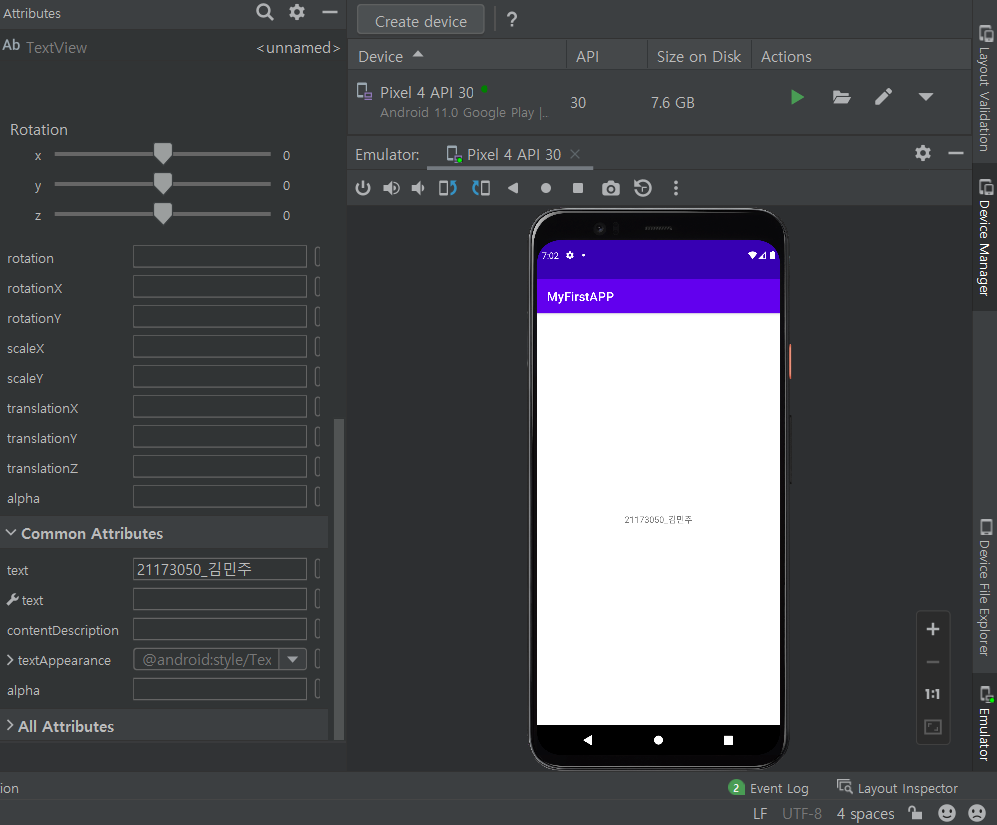 Attributes
Ab TextView <unnamed>
Rotation
x 0
y 0
z 0
rotation
rotationX
rotationY
scaleX
scaleY
translationX
translationY
translationZ
alpha
Common Attributes
text 21173050_김민주
text
contentDescription
textAppearance @android:style/Tex
alpha
All Attributes
ion
Create device ?
Device API Size on Disk Actions
Pixel 4 API 30 30 7.6 GB
Android 11.0 Google Play |..
Emulator: Pixel 4 API 30
7:02
MyFirstAPP
21173050_김민주
1:1
Layout Validation
Device Manager
Device File Explorer
Emulator
2 Event Log Layout Inspector
LF UTF-8 4 spaces